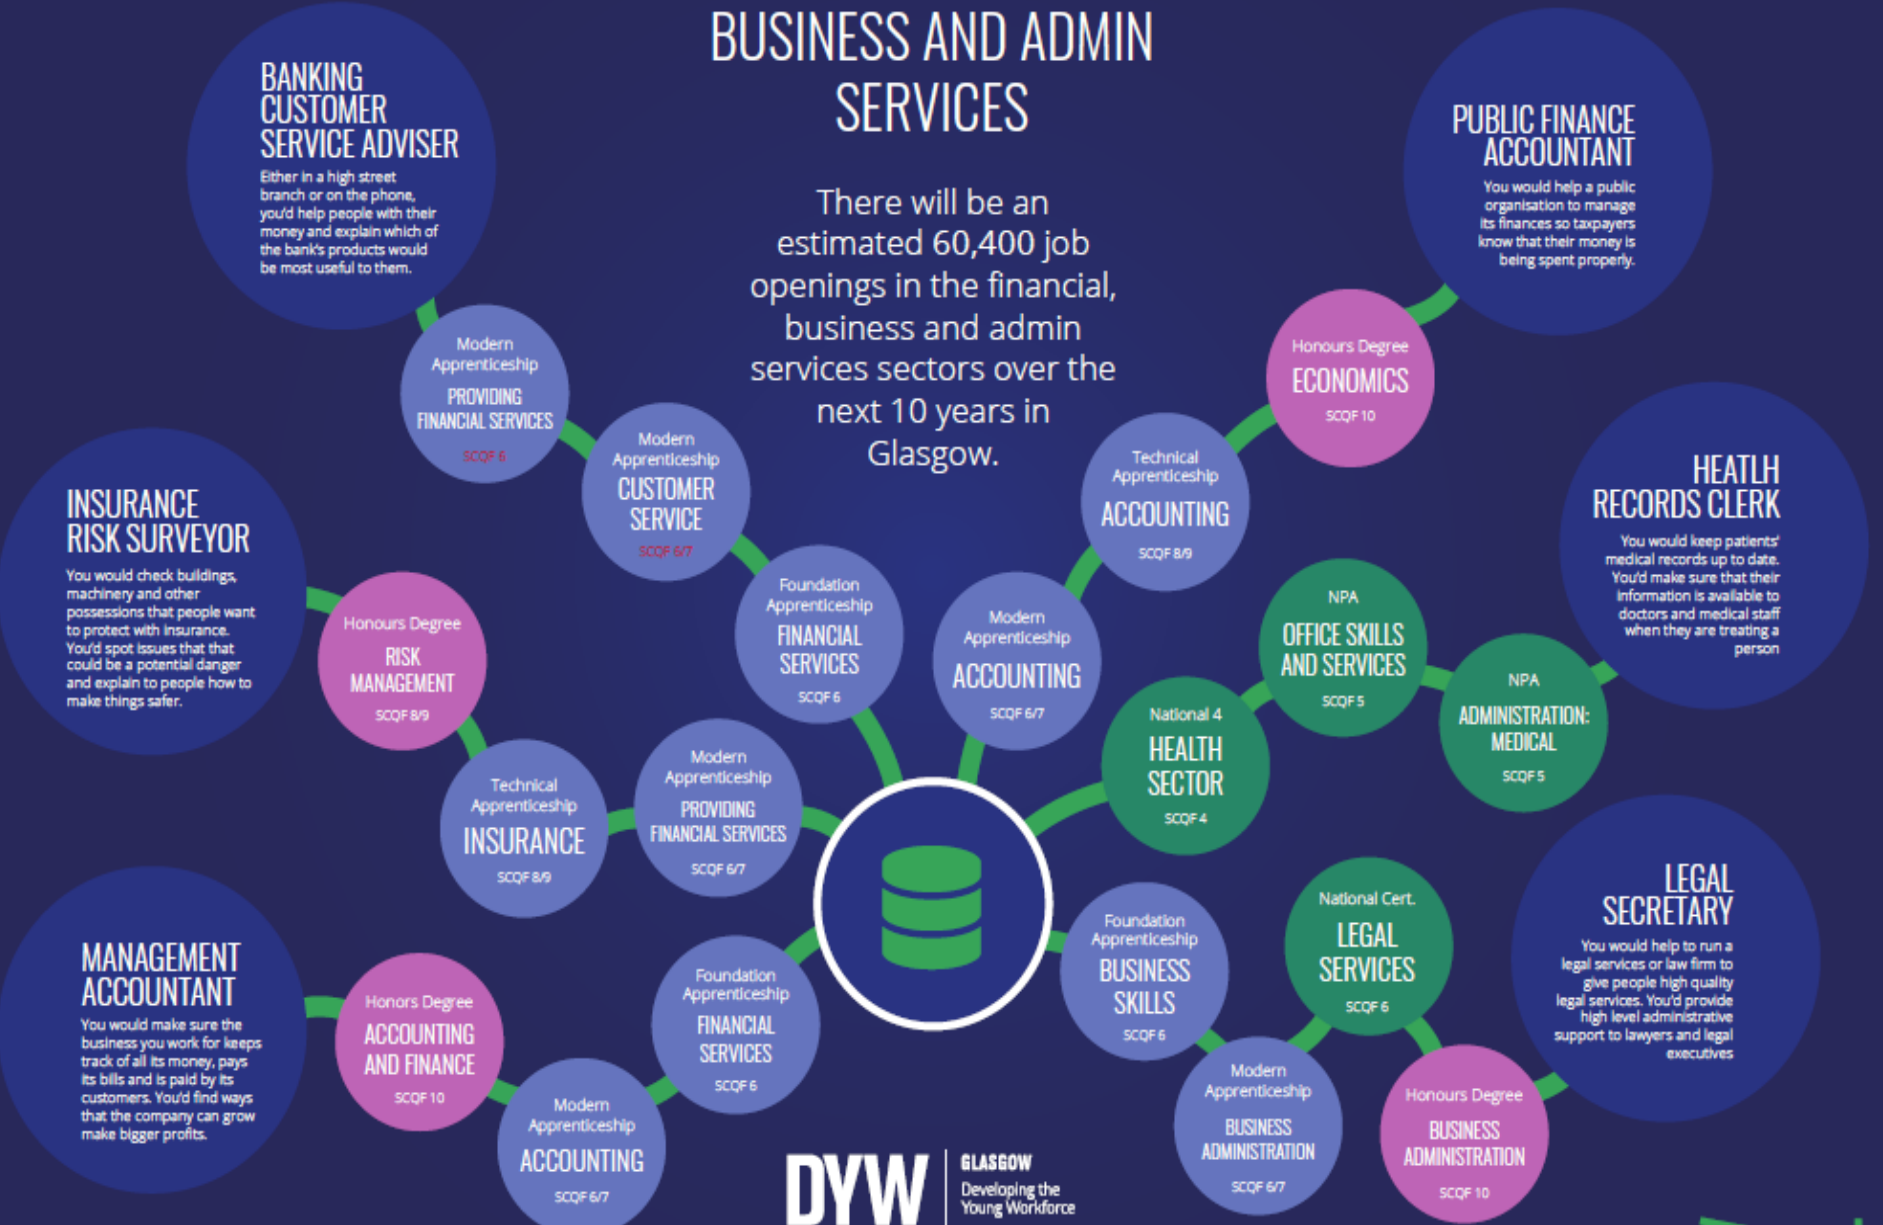 BUSINESS AND ADMIN
SERVICES
There will be an
estimated 60,400 job
openings in the financial,
business and admin
services sectors over the
next 10 years in
Glasgow.
BANKING
CUSTOMER
SERVICE ADVISER
Either in a high street
branch or on the phone,
you'd help people with their
money and explain which of
the bank's products would
be most useful to them.
Modern
Apprenticeship
PROVIDING
FINANCIAL SERVICES
SCQF 6
Modern
Apprenticeship
CUSTOMER
SERVICE
SCQF 6/7
Foundation
Apprenticeship
FINANCIAL
SERVICES
SCQF 6
INSURANCE
RISK SURVEYOR
You would check buildings,
machinery and other
possessions that people want
to protect with insurance.
You'd spot issues that that
could be a potential danger
and explain to people how to
make things safer.
Honours Degree
RISK
MANAGEMENT
SCQF 8/9
Technical
Apprenticeship
INSURANCE
SCQF 8/9
Modern
Apprenticeship
PROVIDING
FINANCIAL SERVICES
SCQF 6/7
MANAGEMENT
ACCOUNTANT
You would make sure the
business you work for keeps
track of all its money, pays
its bills and is paid by its
customers. You'd find ways
that the company can grow
make bigger profits.
Honors Degree
ACCOUNTING
AND FINANCE
SCQF 10
Modern
Apprenticeship
ACCOUNTING
SCQF 6/7
Foundation
Apprenticeship
FINANCIAL
SERVICES
SCQF 6
PUBLIC FINANCE
ACCOUNTANT
You would help a public
organisation to manage
its finances so taxpayers
know that their money is
being spent properly.
Honours Degree
ECONOMICS
SCQF 10
Technical
Apprenticeship
ACCOUNTING
SCQF 8/9
Modern
Apprenticeship
ACCOUNTING
SCQF 6/7
HEATLH
RECORDS CLERK
You would keep patients'
medical records up to date.
You'd make sure that their
information is available to
doctors and medical staff
when they are treating a
person
NPA
OFFICE SKILLS
AND SERVICES
SCQF 5
NPA
ADMINISTRATION:
MEDICAL
SCQF 5
National 4
HEALTH
SECTOR
SCQF 4
LEGAL
SECRETARY
You would help to run a
legal services or law firm to
give people high quality
legal services. You'd provide
high level administrative
support to lawyers and legal
executives
Foundation
Apprenticeship
BUSINESS
SKILLS
SCQF 6
National Cert.
LEGAL
SERVICES
SCQF 6
Modern
Apprenticeship
BUSINESS
ADMINISTRATION
SCQF 6/7
Honours Degree
BUSINESS
ADMINISTRATION
SCQF 10
DYW
GLASGOW
Developing the
Young Workforce